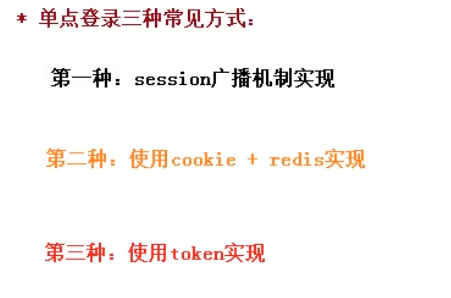 * 单点登录三种常见方式：
第一种：session广播机制实现
第二种：使用cookie + redis实现
第三种：使用token实现